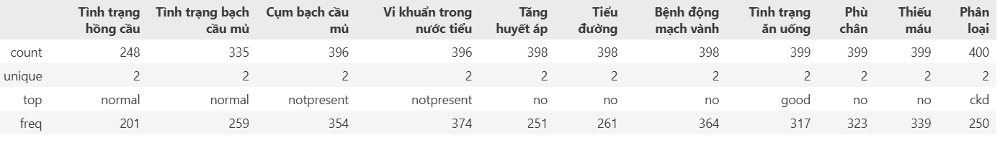 Tình trạng hồng cầu Tình trạng bạch cầu mủ Cụm bạch cầu mủ Vi khuẩn trong nước tiểu Tăng huyết áp Tiểu đường Bệnh động mạch vành Tình trạng ăn uống Phù chân Thiếu máu Phân loại
count 248 335 396 396 398 398 398 399 399 399 400
unique 2 2 2 2 2 2 2 2 2 2 2
top normal normal notpresent notpresent no no no good no no ckd
freq 201 259 354 374 251 261 364 317 323 339 250